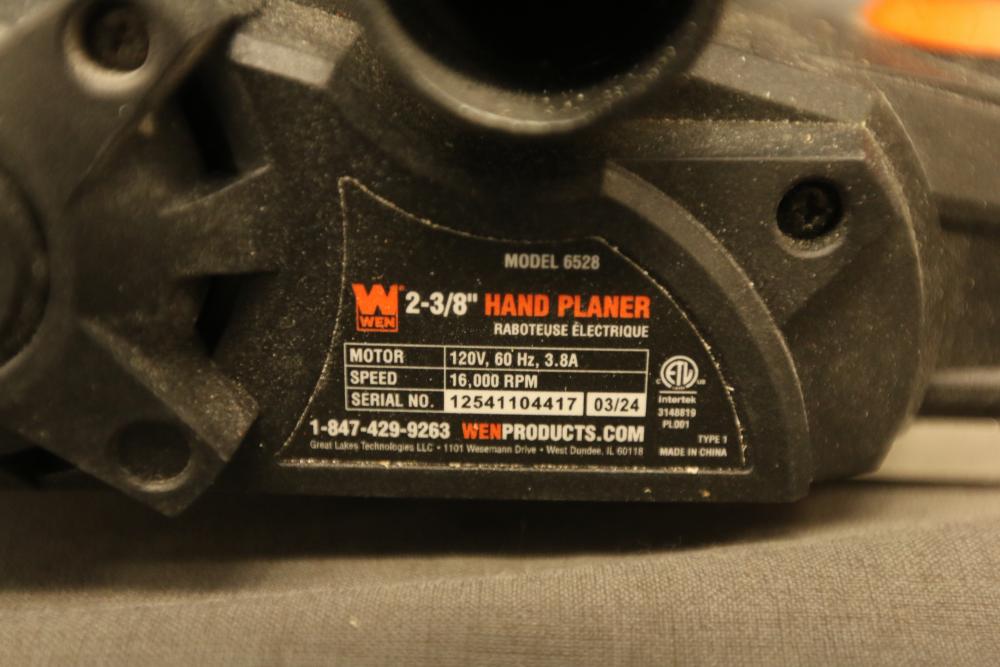 MODEL 6528
W® 2-3/8" HAND PLANER
WEN
RABOTEUSE ÉLECTRIQUE
MOTOR 120V, 60 Hz, 3.8A
SPEED 16,000 RPM
SERIAL NO. 12541104417 03/24
1-847-429-9263 WENPRODUCTS.COM
Great Lakes Technologies LLC • 1101 Wesemann Drive • West Dundee, IL 60118
C ETL US
Intertek
3148819
PL001
TYPE 1
MADE IN CHINA